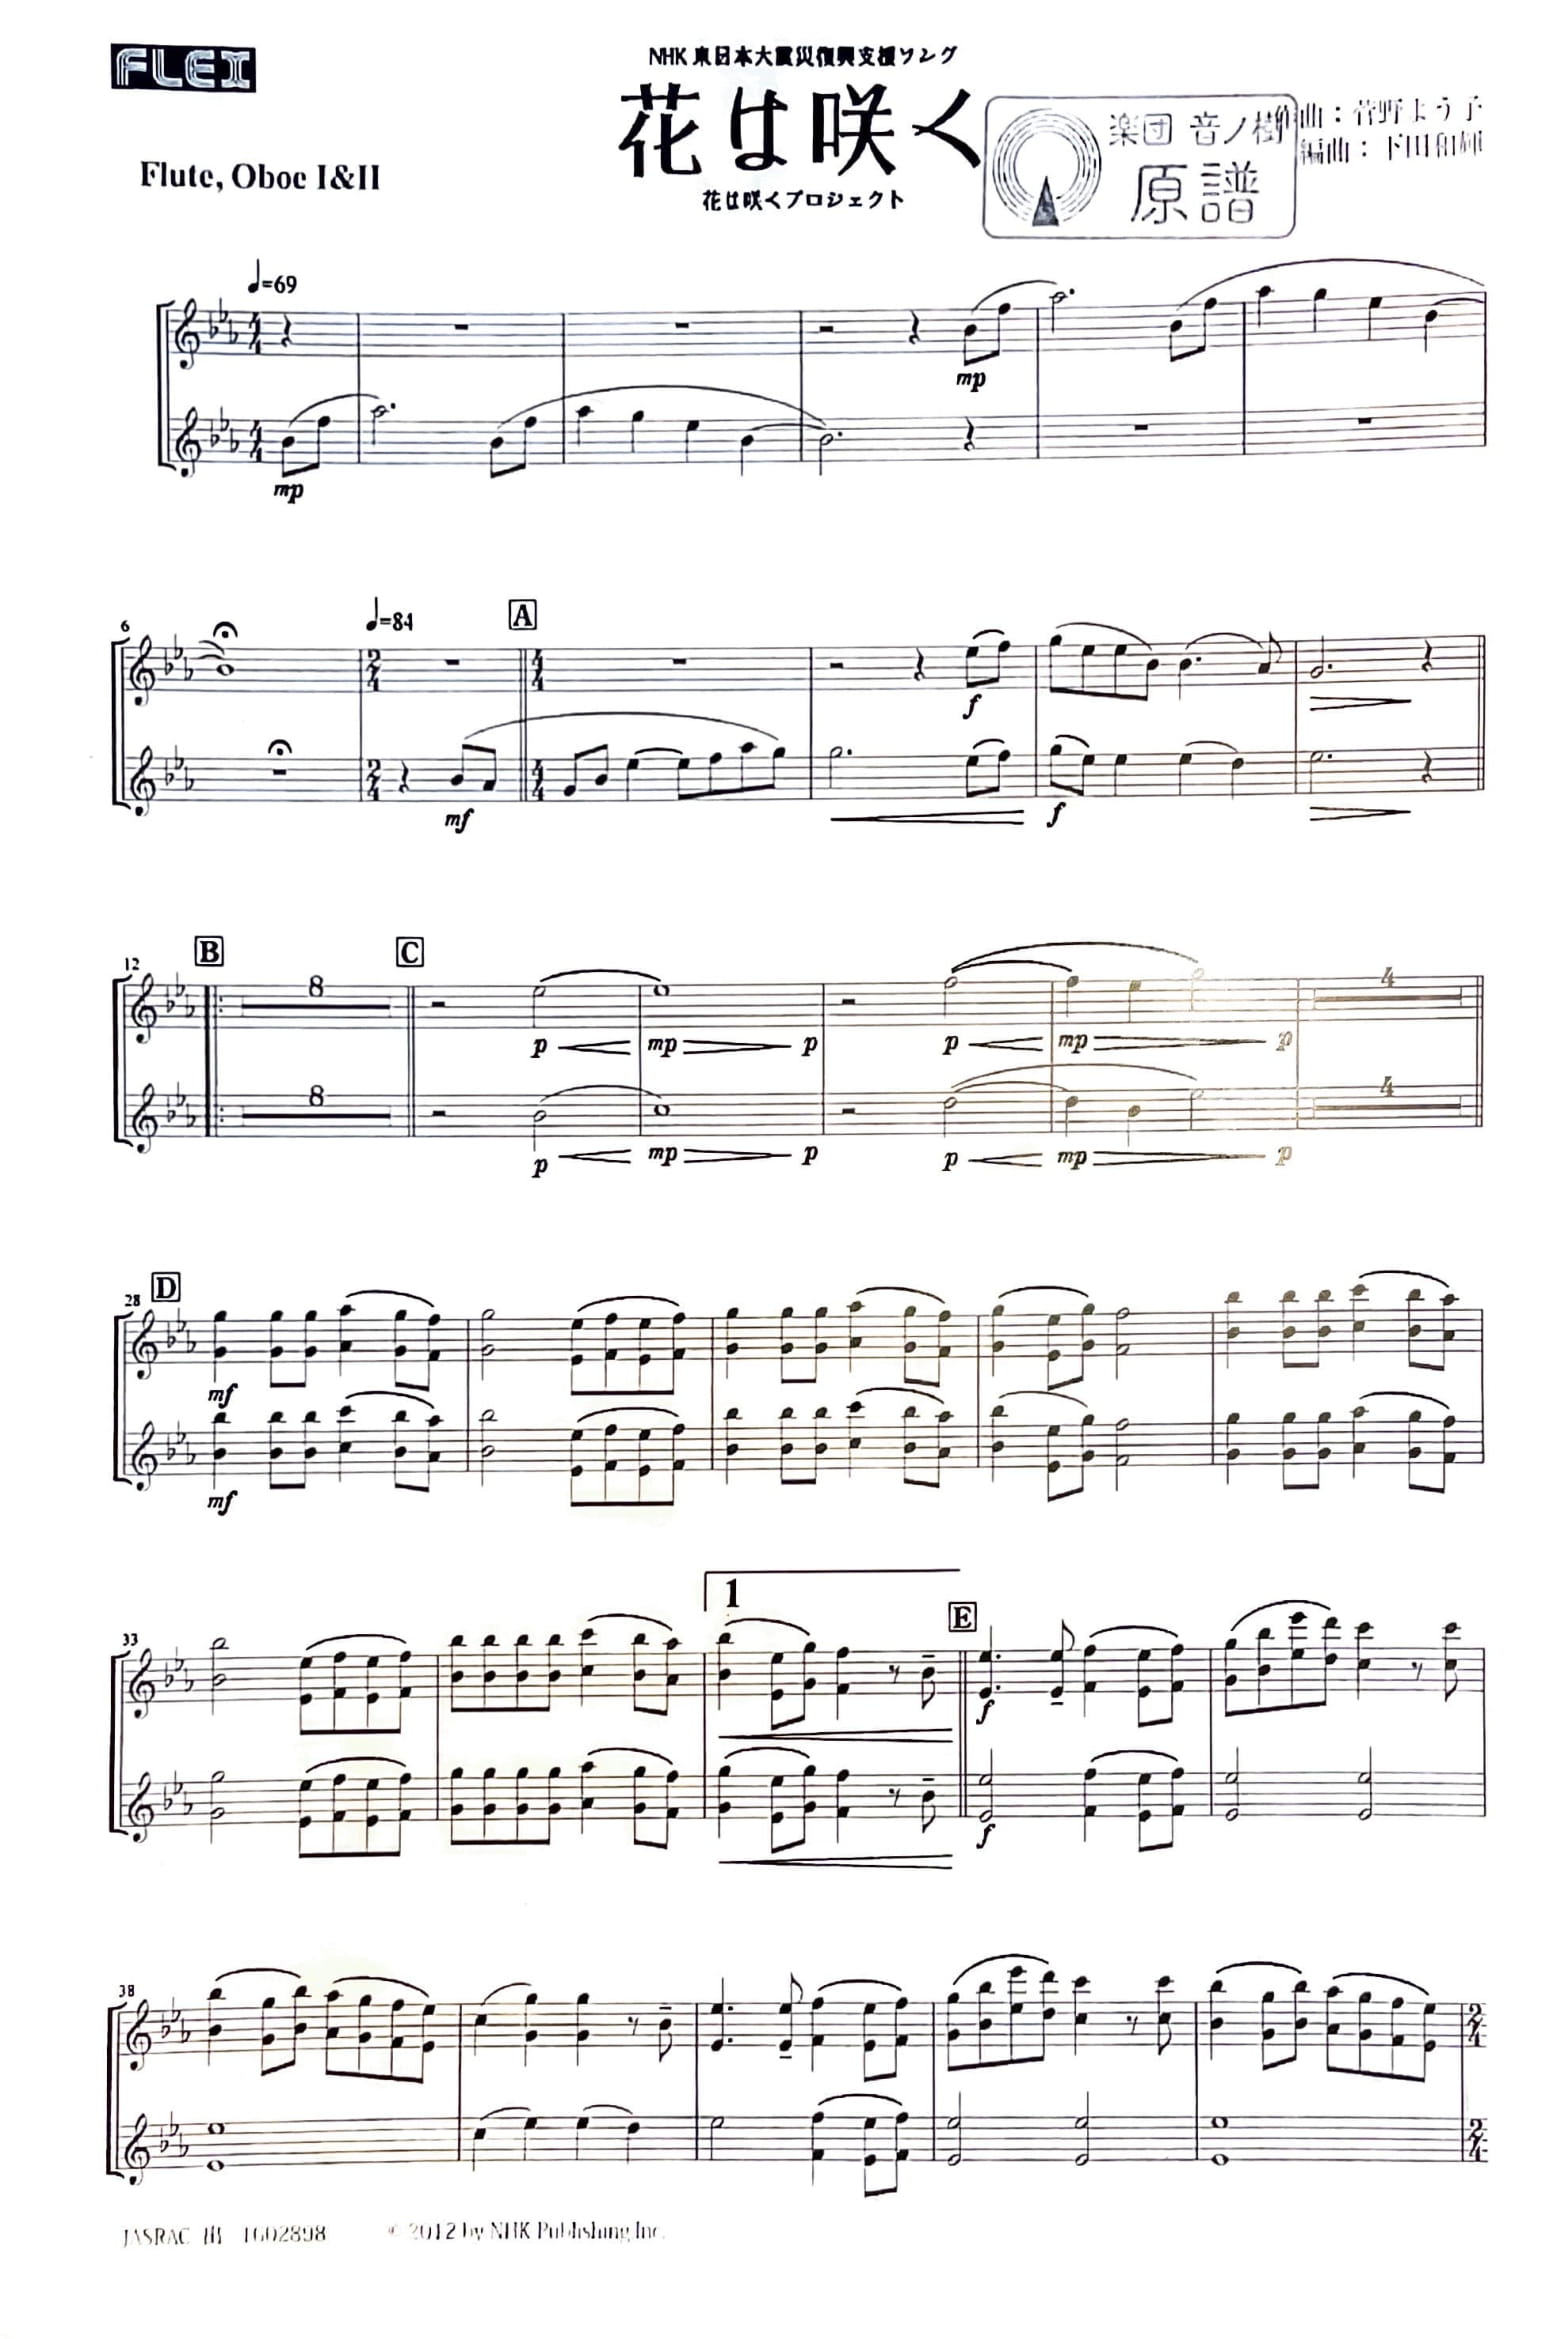 FLEX
NHK 東日本大震災復興支援ソング
花は咲く
花は咲くプロジェクト
Flute, Oboe I&II
楽団 音ノ樹
原譜
作曲：菅野よう子
編曲：下田和輝
♩=69
mp
mp
6
♩=84
A
f
mf
f
12
B
C
8
4
p mp p p mp p
8
4
p mp p p mp p
28
D
mf
mf
33
1
E
f
f
38
JASRAC 出 1602898 © 2012 by NHK Publishing, Inc.